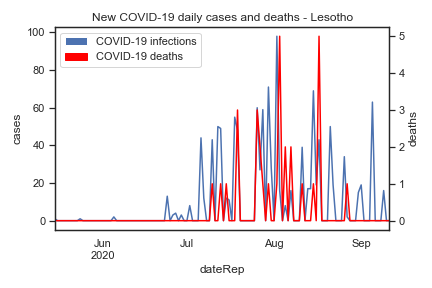 New COVID-19 daily cases and deaths - Lesotho
COVID-19 infections
COVID-19 deaths
100
80
60
40
20
0
cases
5
4
3
2
1
0
deaths
Jun Jul Aug Sep
2020
dateRep